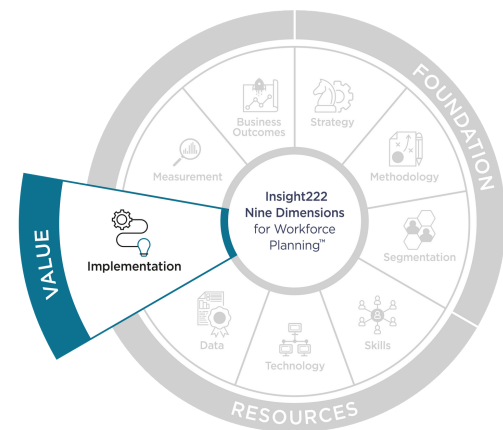 Business
Outcomes
Strategy
FOUNDATION
Measurement
Methodology
Insight222
Nine Dimensions
for Workforce
Planning™
VALUE
Implementation
Segmentation
Data
Technology
Skills
RESOURCES